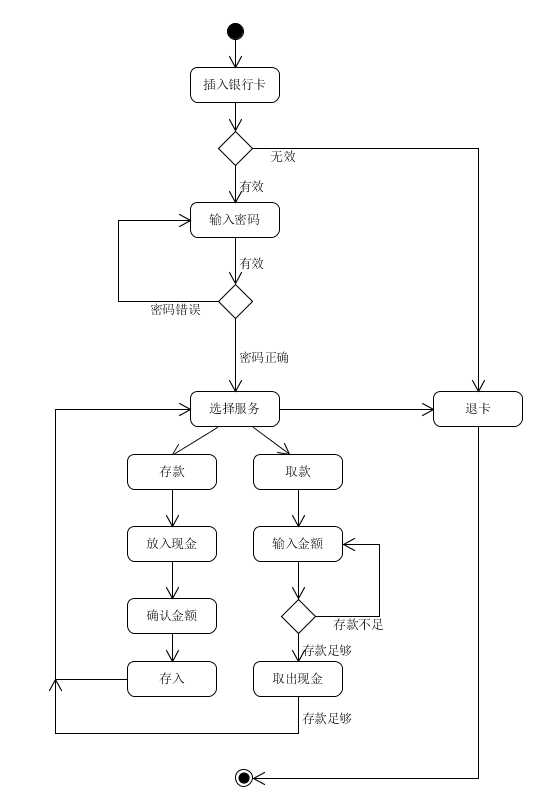 插入银行卡
无效
有效
输入密码
有效
密码错误
密码正确
选择服务
退卡
存款
取款
放入现金
输入金额
确认金额
存款不足
存款足够
存入
取出现金
存款足够